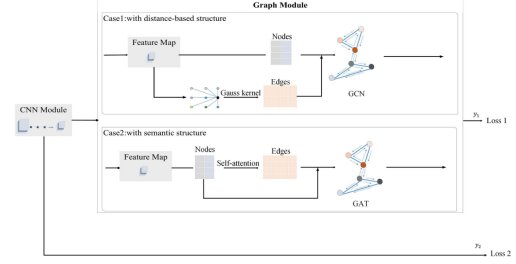 Graph Module
Case1:with distance-based structure
Feature Map
Nodes
Gauss kernel
Edges
GCN
CNN Module
y₁
Loss 1
Case2:with semantic structure
Feature Map
Nodes
Self-attention
Edges
GAT
y₂
Loss 2